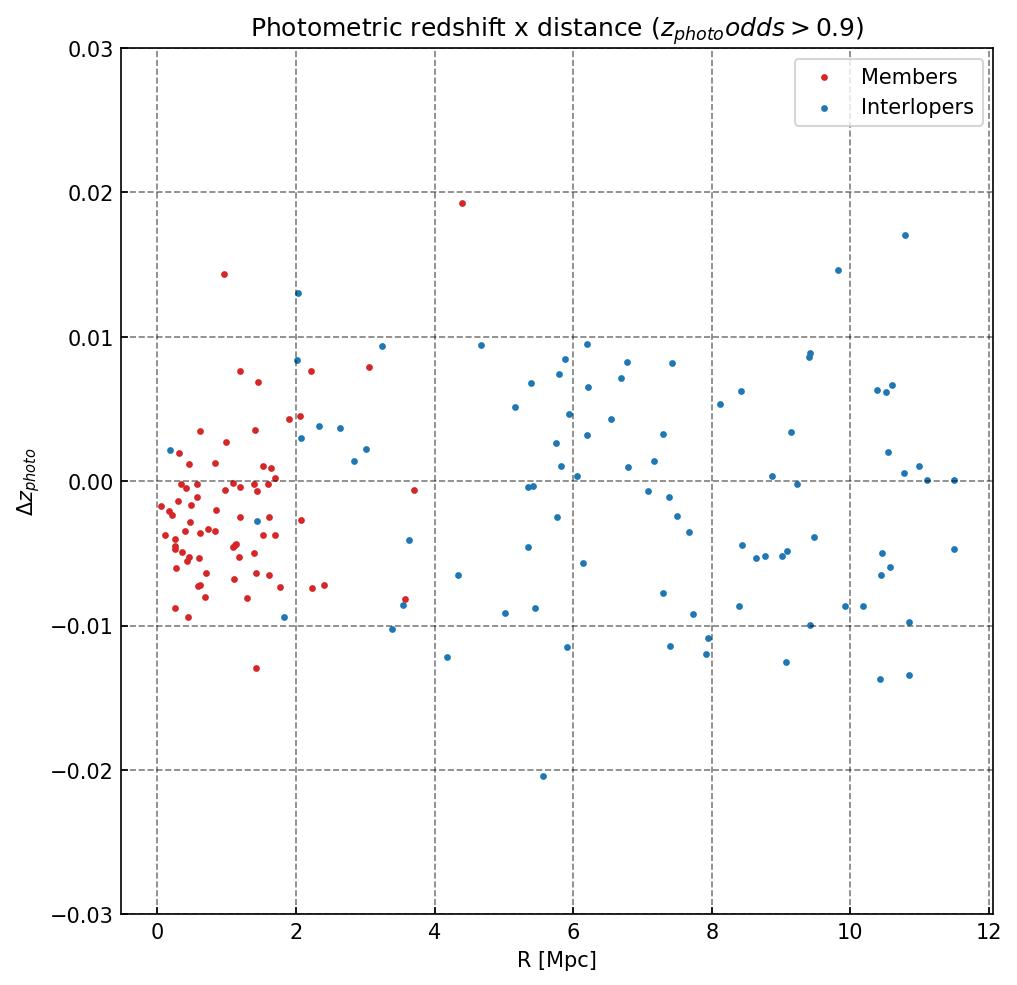 Photometric redshift x distance (z_photo odds > 0.9)
Members
Interlopers
0.03
0.02
0.01
0.00
−0.01
−0.02
−0.03
Δz_photo
0 2 4 6 8 10 12
R [Mpc]